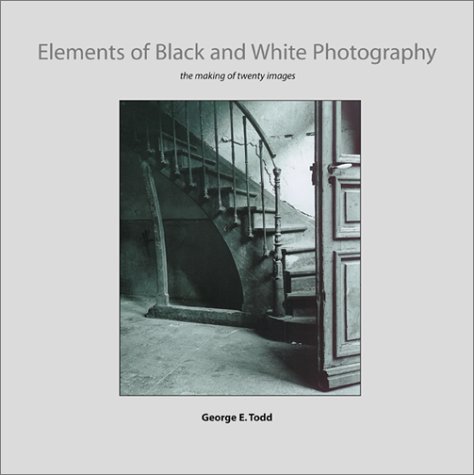 Elements of Black and White Photography
the making of twenty images
George E. Todd